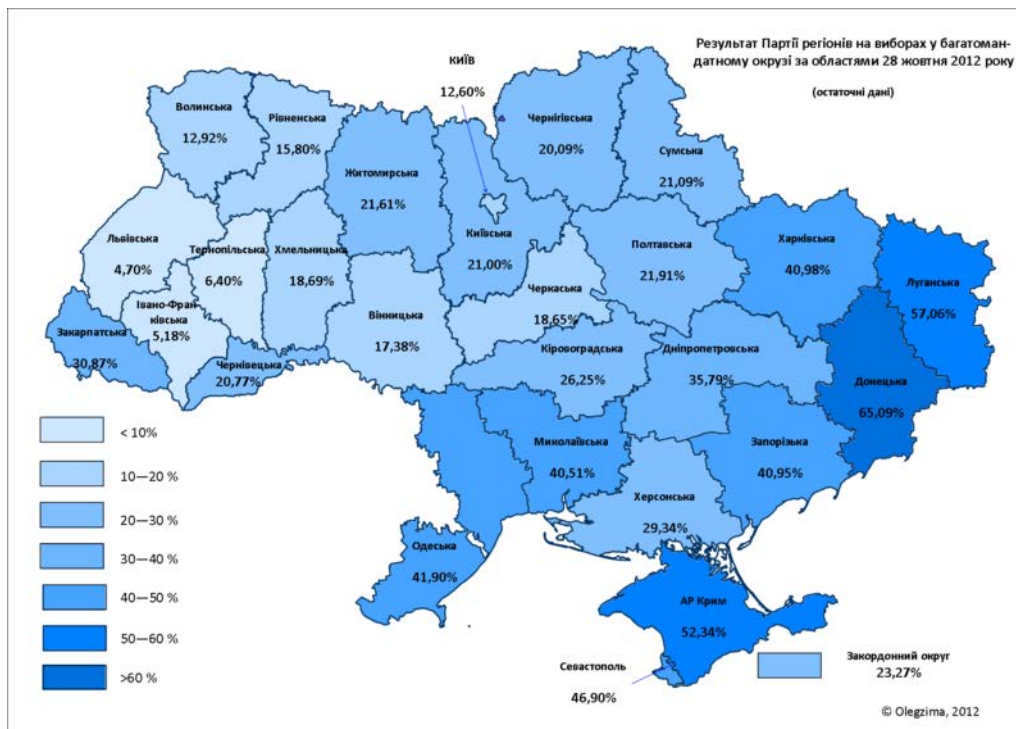 Результат Партії регіонів на виборах у багатоман-
датному окрузі за областями 28 жовтня 2012 року
(остаточні дані)
КИЇВ
12,60%
Волинська
12,92%
Рівненська
15,80%
Житомирська
21,61%
Чернігівська
20,09%
Сумська
21,09%
Київська
21,00%
Львівська
4,70%
Тернопільська
6,40%
Хмельницька
18,69%
Полтавська
21,91%
Харківська
40,98%
Луганська
57,06%
Івано-Фран
ківська
5,18%
Закарпатська
30,87%
Чернівецька
20,77%
Вінницька
17,38%
Черкаська
18,65%
Кіровоградська
26,25%
Дніпропетровська
35,79%
Донецька
65,09%
Миколаївська
40,51%
Запорізька
40,95%
Херсонська
29,34%
Одеська
41,90%
АР Крим
52,34%
Севастополь
46,90%
Закордонний округ
23,27%
< 10%
10—20 %
20—30 %
30—40 %
40—50 %
50—60 %
>60 %
© Olegzima, 2012